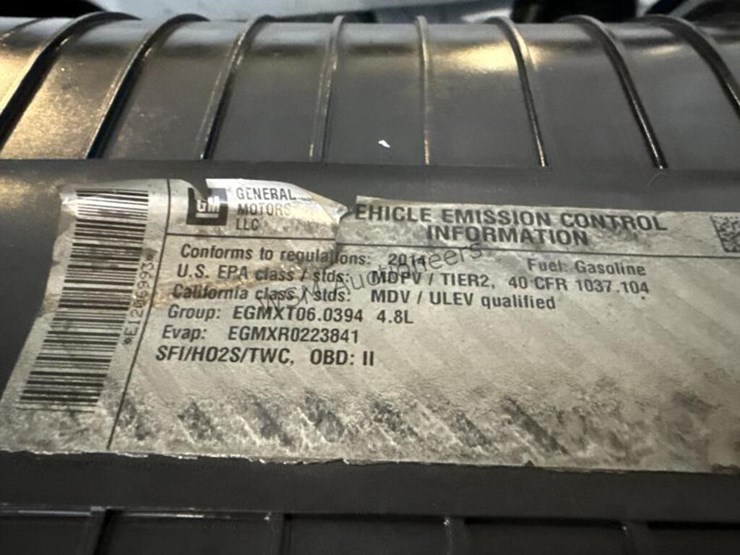 GM
GENERAL
MOTORS
LLC
EHICLE EMISSION CONTROL
INFORMATION
Conforms to regulations: 2014 Fuel: Gasoline
U.S. EPA class / stds: MDPV / TIER2, 40 CFR 1037.104
California class / stds: MDV / ULEV qualified
Group: EGMXT06.0394 4.8L
Evap: EGMXR0223841
SFI/HO2S/TWC, OBD: II
*E1286993*